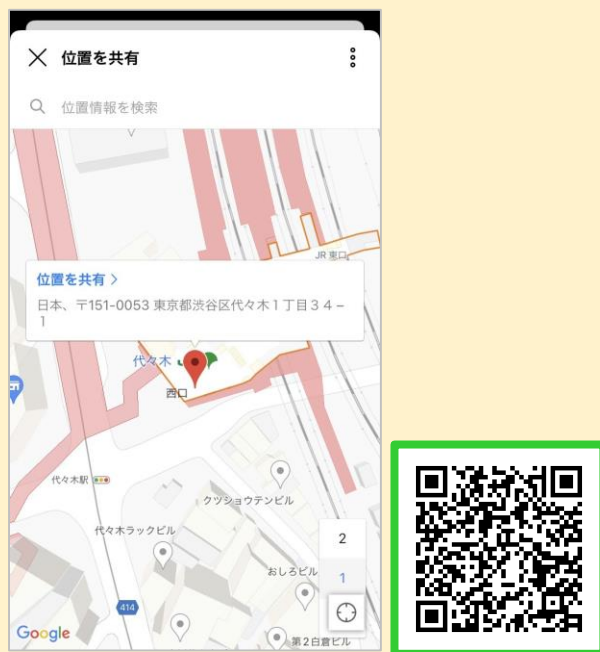 位置を共有
位置情報を検索
JR 東口
位置を共有 >
日本、〒151-0053 東京都渋谷区代々木1丁目34−
1
代々木
西口
代々木駅
クツショウテンビル
代々木ラックビル
2
おしろビル
1
414
Google
第2白倉ビル